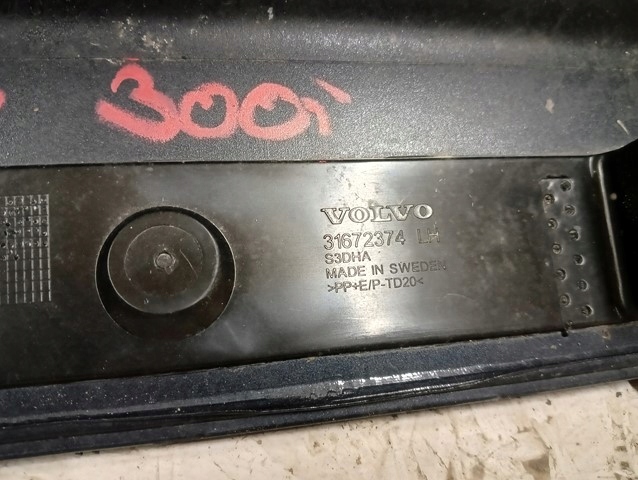 300:-
VOLVO
31672374 LH
S3DHA
MADE IN SWEDEN
>PP+E/P-TD20<